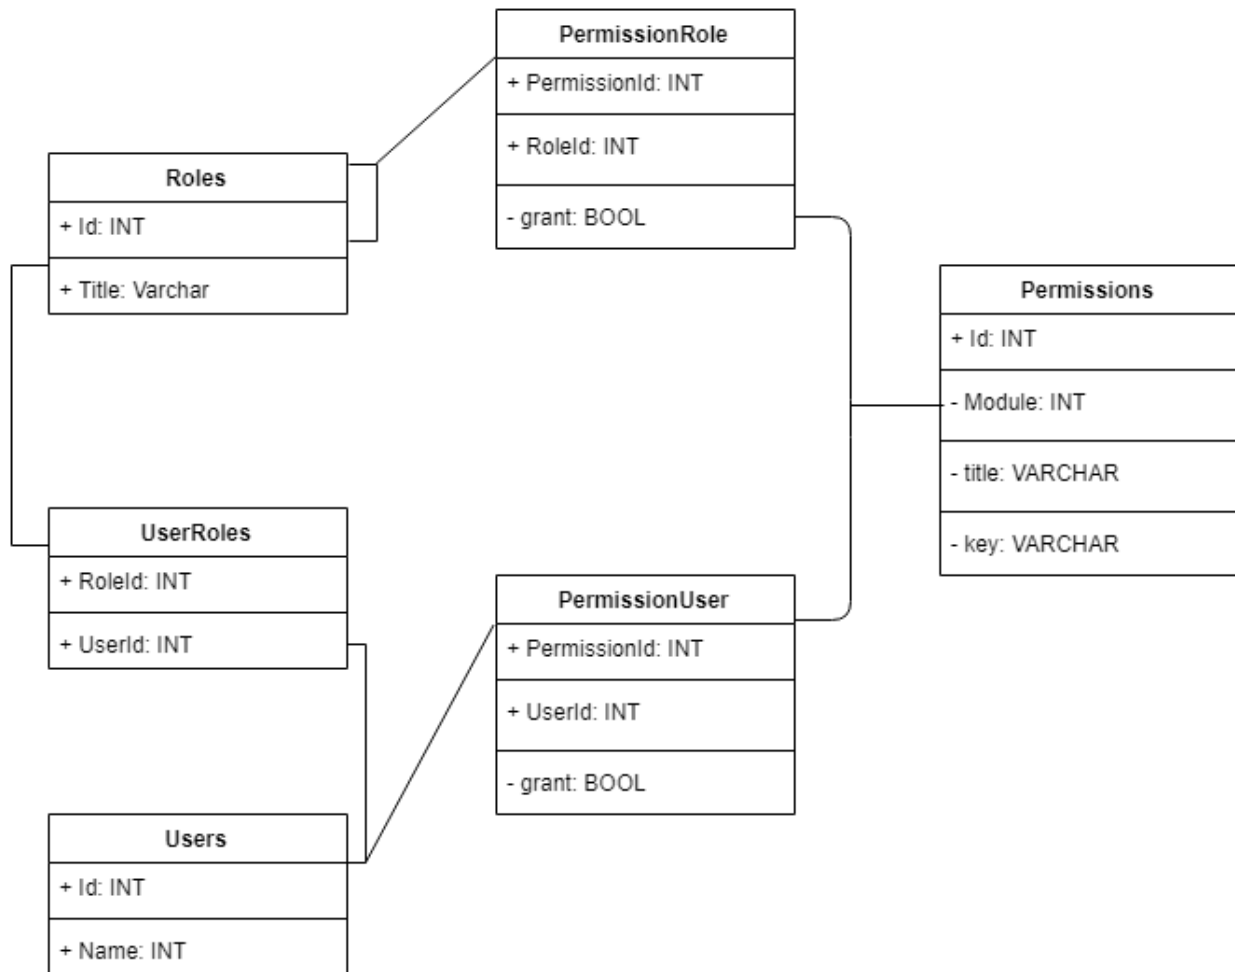 PermissionRole
+ PermissionId: INT
+ RoleId: INT
- grant: BOOL
Roles
+ Id: INT
+ Title: Varchar
Permissions
+ Id: INT
- Module: INT
- title: VARCHAR
- key: VARCHAR
UserRoles
+ RoleId: INT
+ UserId: INT
PermissionUser
+ PermissionId: INT
+ UserId: INT
- grant: BOOL
Users
+ Id: INT
+ Name: INT